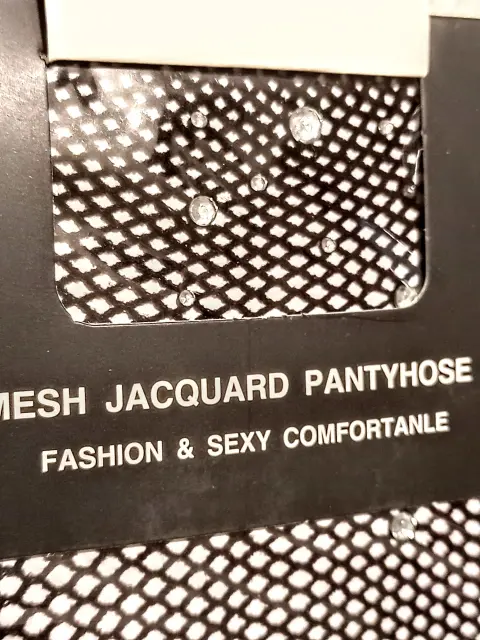 MESH JACQUARD PANTYHOSE
FASHION & SEXY COMFORTANLE